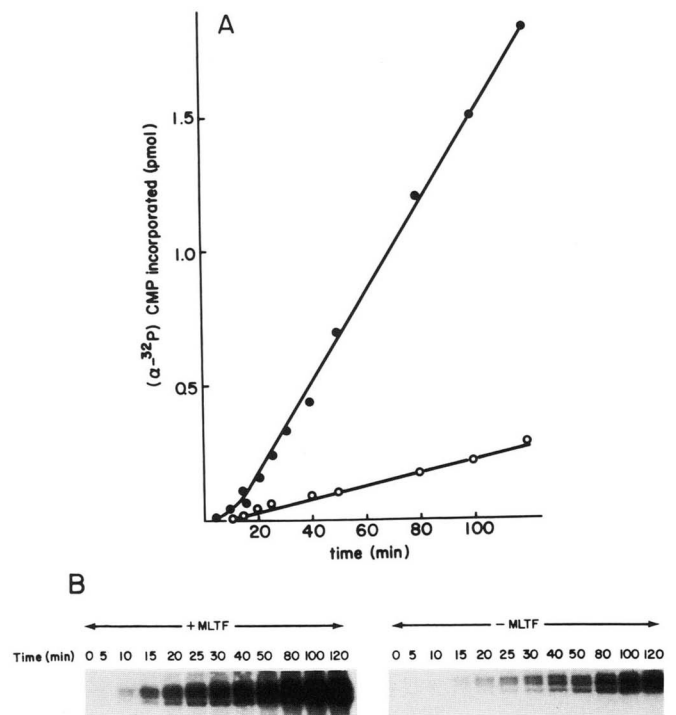 A
(α-³²P) CMP incorporated (pmol)
1.5
1.0
0.5
20 40 60 80 100
time (min)
B
+ MLTF
− MLTF
Time (min) 0 5 10 15 20 25 30 40 50 80 100 120
0 5 10 15 20 25 30 40 50 80 100 120